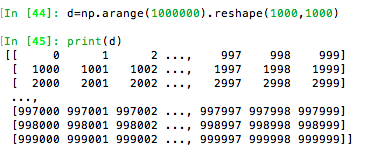 In [44]: d=np.arange(1000000).reshape(1000,1000)
In [45]: print(d)
[[     0      1      2 ...,    997    998    999]
 [  1000   1001   1002 ...,   1997   1998   1999]
 [  2000   2001   2002 ...,   2997   2998   2999]
 ...,
 [997000 997001 997002 ..., 997997 997998 997999]
 [998000 998001 998002 ..., 998997 998998 998999]
 [999000 999001 999002 ..., 999997 999998 999999]]